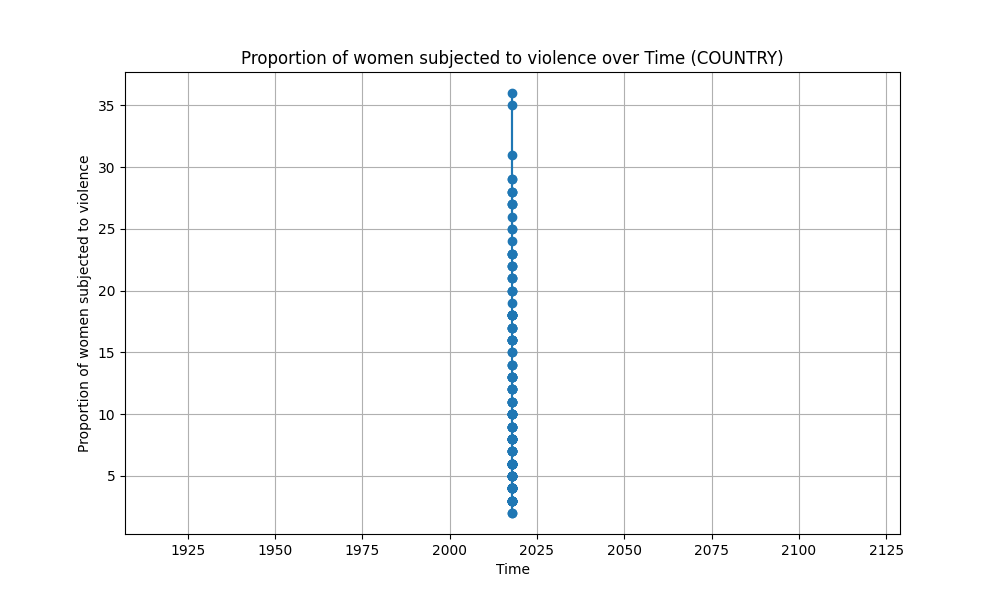 Proportion of women subjected to violence over Time (COUNTRY)
Proportion of women subjected to violence
35
30
25
20
15
10
5
1925 1950 1975 2000 2025 2050 2075 2100 2125
Time